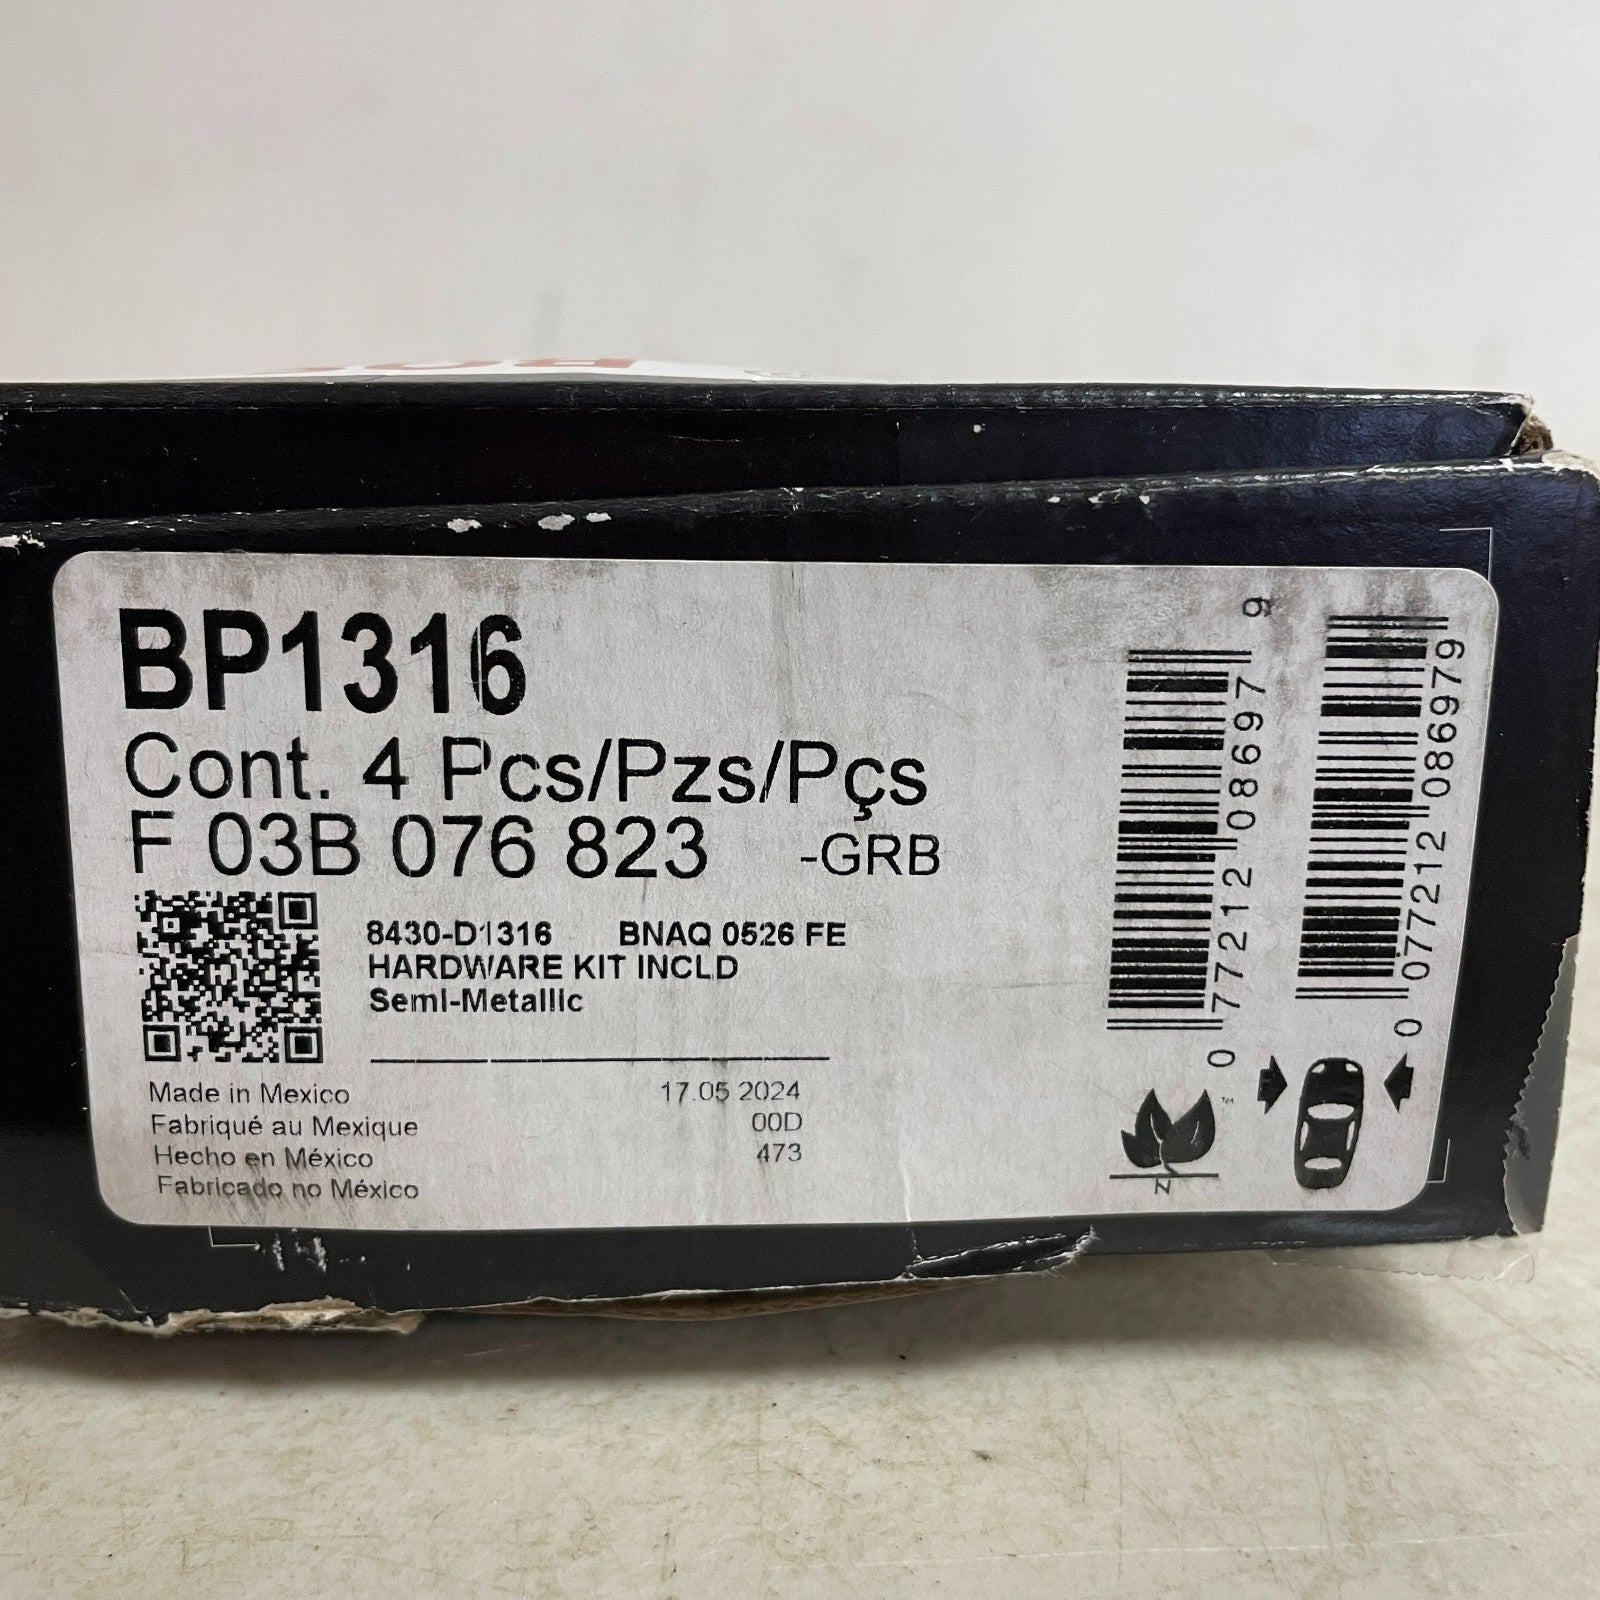 BP1316
Cont. 4 Pcs/Pzs/Pçs
F 03B 076 823 -GRB
8430-D1316 BNAQ 0526 FE
HARDWARE KIT INCLD
Semi-Metallic
Made in Mexico 17.05.2024
Fabriqué au Mexique 00D
Hecho en México 473
Fabricado no México
0 77212 08697 9
0 077212 086979
N
TM